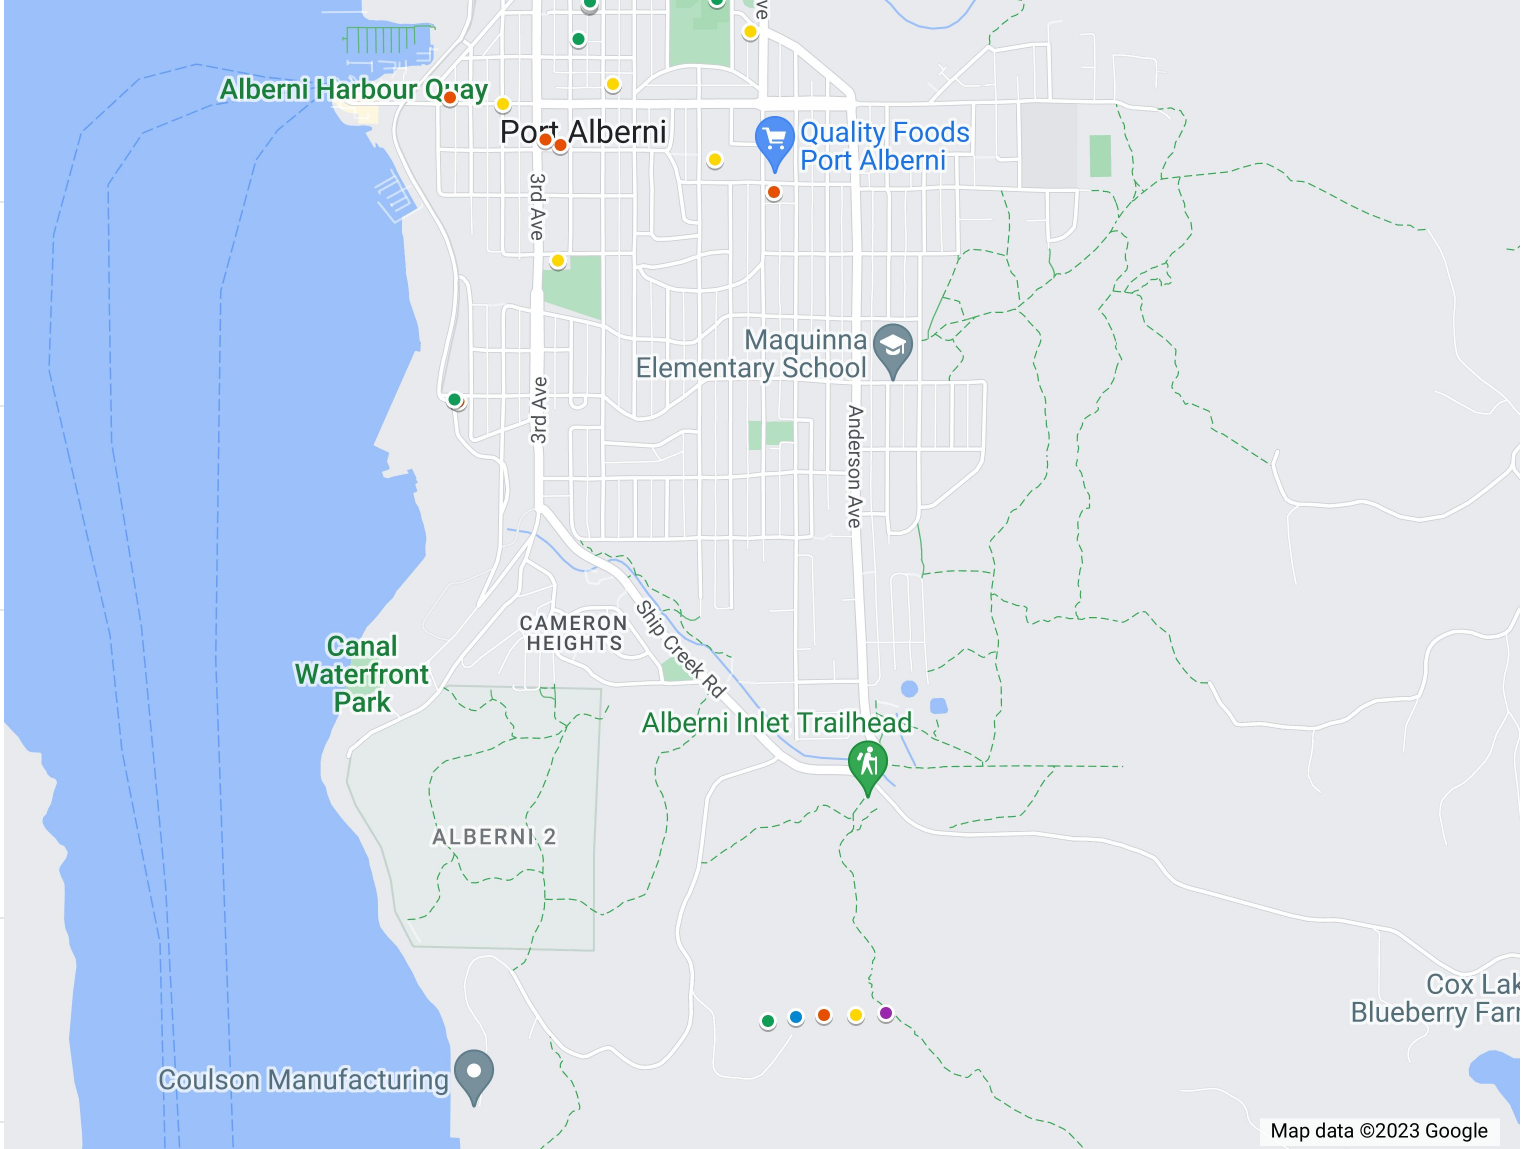 ve
Alberni Harbour Quay
Port Alberni
Quality Foods
Port Alberni
3rd Ave
Maquinna
Elementary School
3rd Ave
Anderson Ave
CAMERON
HEIGHTS
Ship Creek Rd
Canal
Waterfront
Park
Alberni Inlet Trailhead
ALBERNI 2
Cox Lak
Blueberry Farr
Coulson Manufacturing
Map data ©2023 Google